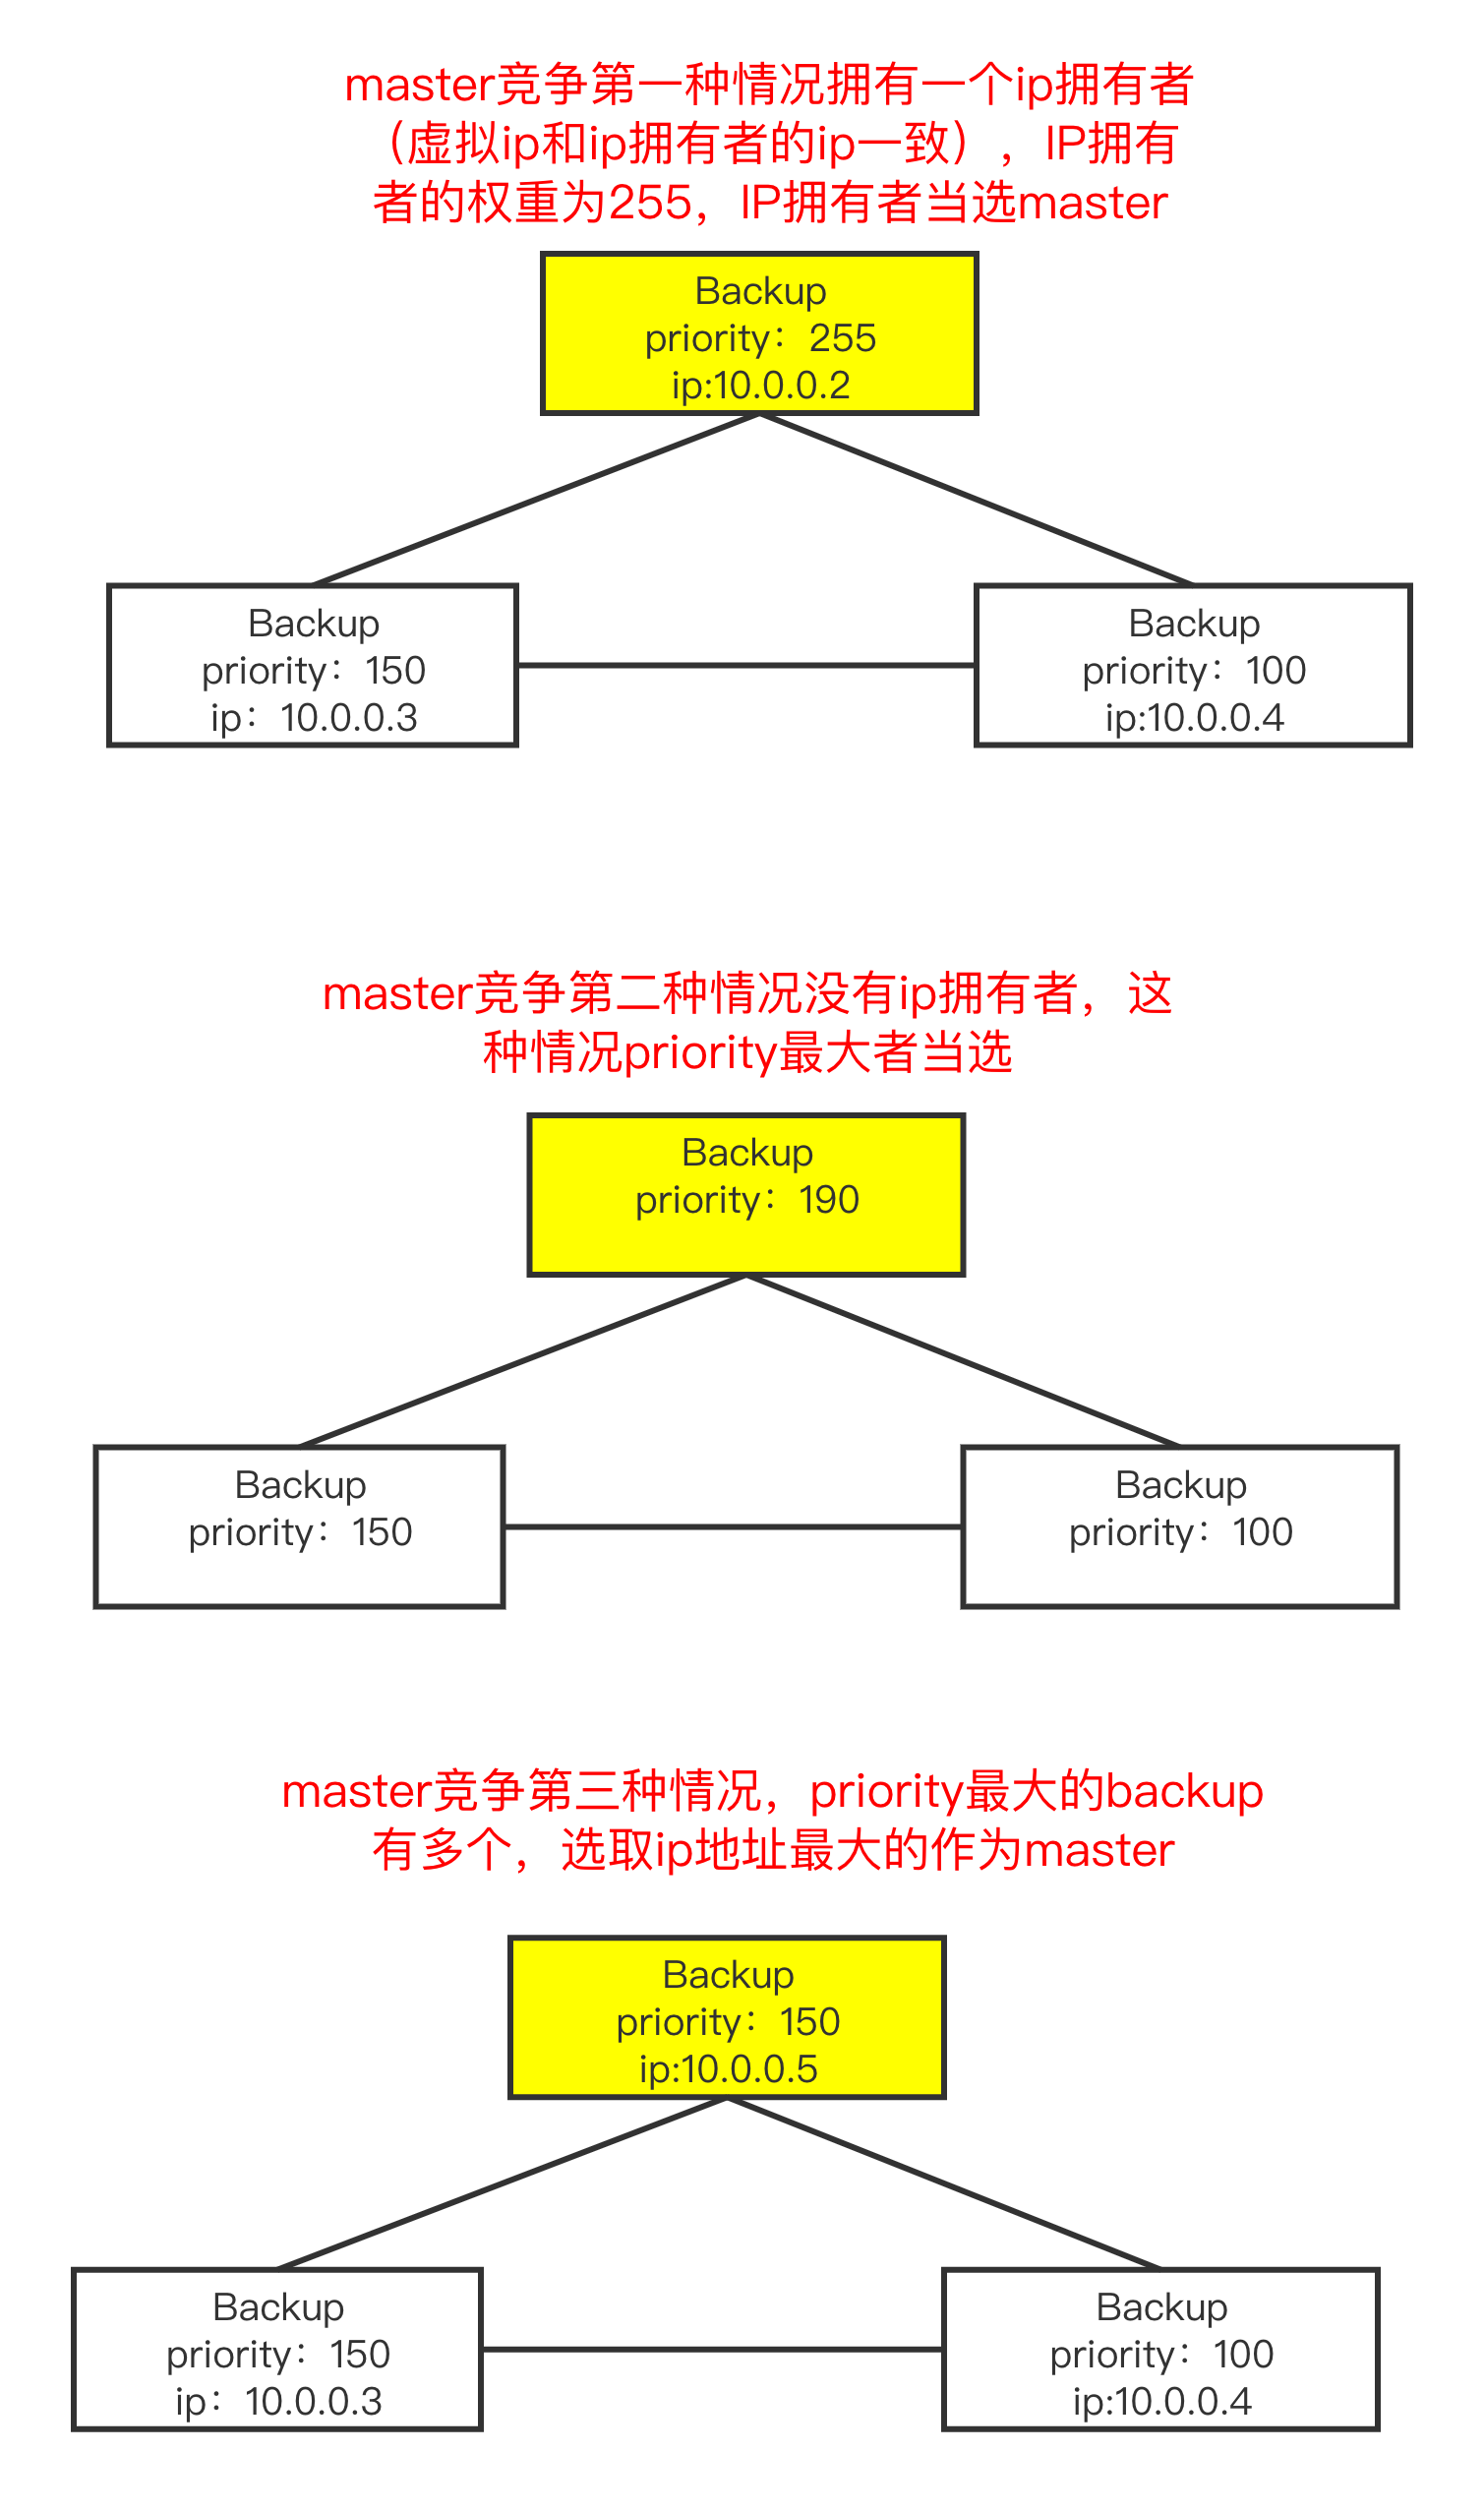 master竞争第一种情况拥有一个ip拥有者
（虚拟ip和ip拥有者的ip一致），IP拥有
者的权重为255，IP拥有者当选master
Backup
priority：255
ip:10.0.0.2
Backup
priority：150
ip：10.0.0.3
Backup
priority：100
ip:10.0.0.4
master竞争第二种情况没有ip拥有者，这
种情况priority最大者当选
Backup
priority：190
Backup
priority：150
Backup
priority：100
master竞争第三种情况，priority最大的backup
有多个，选取ip地址最大的作为master
Backup
priority：150
ip:10.0.0.5
Backup
priority：150
ip：10.0.0.3
Backup
priority：100
ip:10.0.0.4